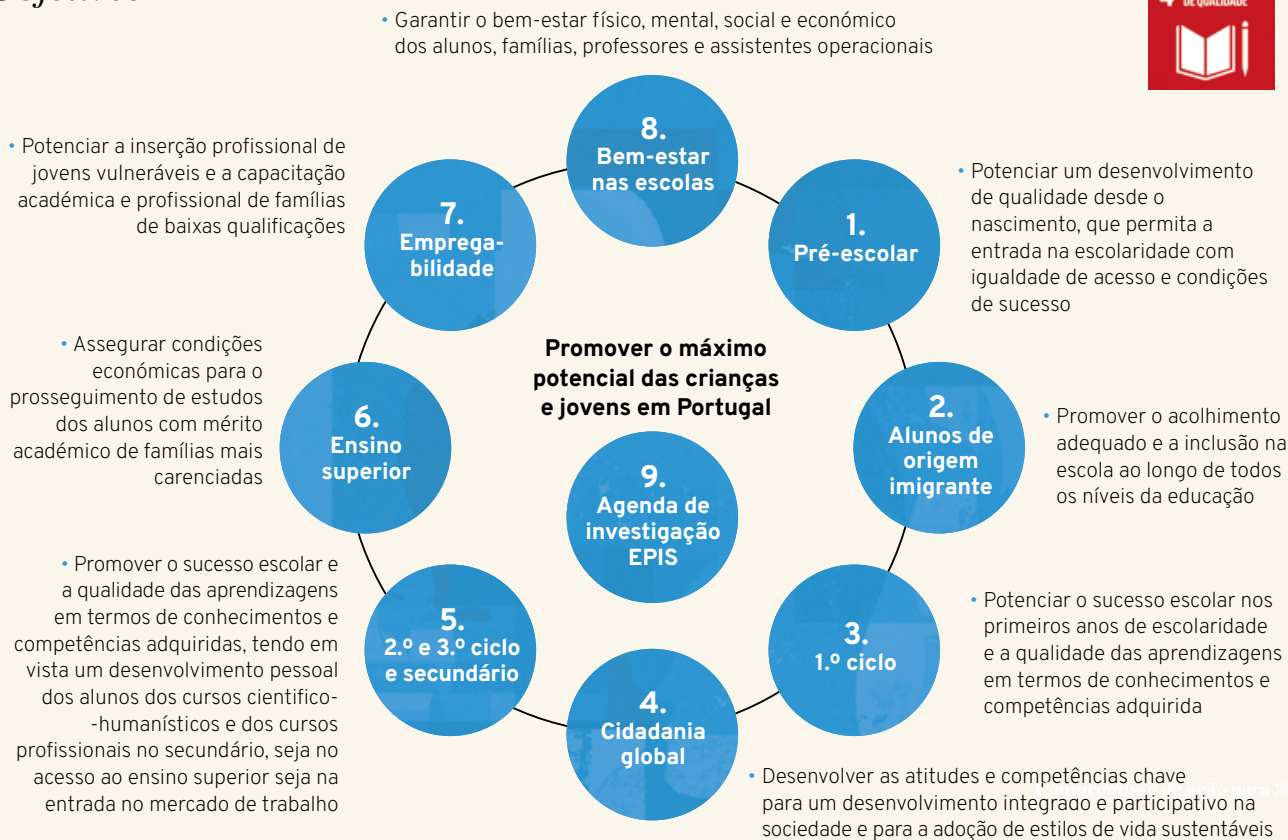 • Garantir o bem-estar físico, mental, social e económico
dos alunos, famílias, professores e assistentes operacionais
4 DE QUALIDADE
8.
Bem-estar
nas escolas
• Potenciar a inserção profissional de
jovens vulneráveis e a capacitação
académica e profissional de famílias
de baixas qualificações
7.
Emprega-
bilidade
1.
Pré-escolar
• Potenciar um desenvolvimento
de qualidade desde o
nascimento, que permita a
entrada na escolaridade com
igualdade de acesso e condições
de sucesso
Promover o máximo
potencial das crianças
e jovens em Portugal
• Assegurar condições
económicas para o
prosseguimento de estudos
dos alunos com mérito
académico de famílias mais
carenciadas
6.
Ensino
superior
2.
Alunos de
origem
imigrante
• Promover o acolhimento
adequado e a inclusão na
escola ao longo de todos
os níveis da educação
9.
Agenda de
investigação
EPIS
• Promover o sucesso escolar e
a qualidade das aprendizagens
em termos de conhecimentos e
competências adquiridas, tendo em
vista um desenvolvimento pessoal
dos alunos dos cursos cientifico-
-humanísticos e dos cursos
profissionais no secundário, seja no
acesso ao ensino superior seja na
entrada no mercado de trabalho
5.
2.º e 3.º ciclo
e secundário
3.
1.º ciclo
• Potenciar o sucesso escolar nos
primeiros anos de escolaridade
e a qualidade das aprendizagens
em termos de conhecimentos e
competências adquirida
4.
Cidadania
global
• Desenvolver as atitudes e competências chave
para um desenvolvimento integrado e participativo na
sociedade e para a adoção de estilos de vida sustentáveis
Compromisso de ação para